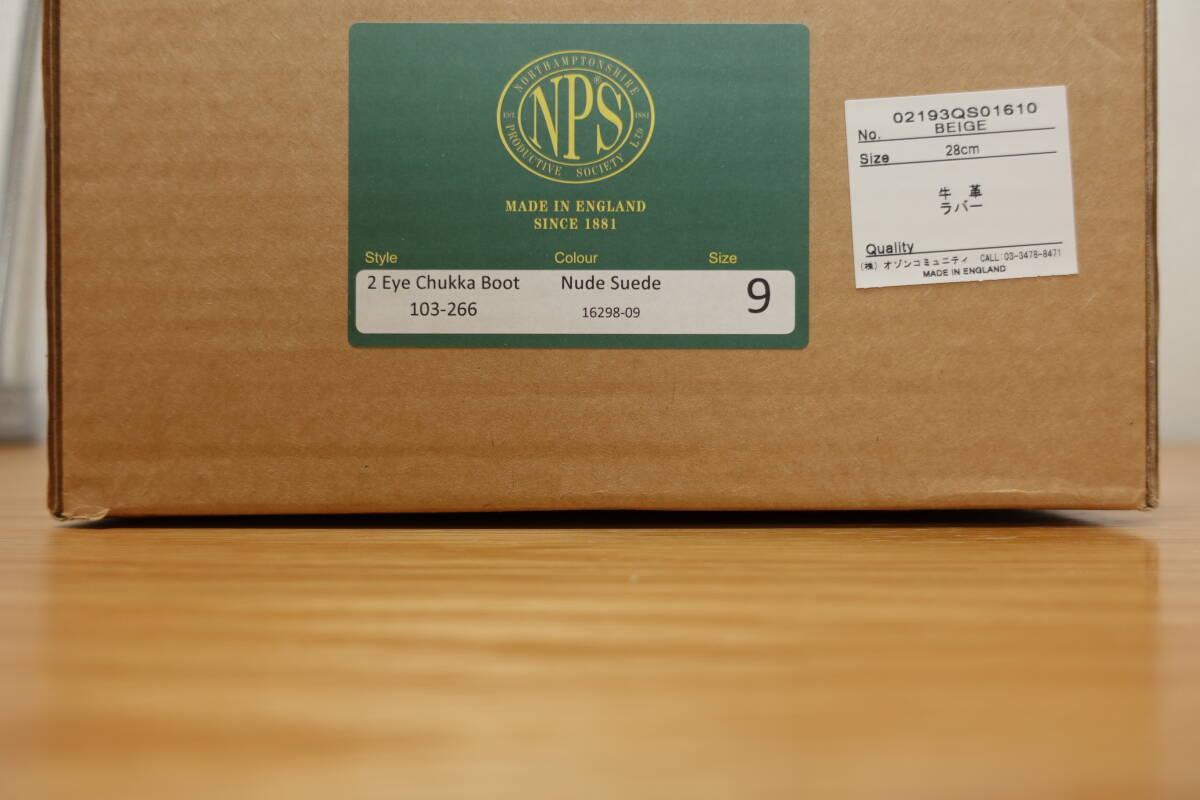 NORTHAMPTONSHIRE
EST. NPS® 1881
PRODUCTIVE SOCIETY LTD
MADE IN ENGLAND
SINCE 1881
Style Colour Size
2 Eye Chukka Boot Nude Suede 9
103-266 16298-09
No. 02193QS01610
BEIGE
Size 28cm
牛 革
ラバー
Quality
(株) オゾンコミュニティ CALL:03-3478-8471
MADE IN ENGLAND